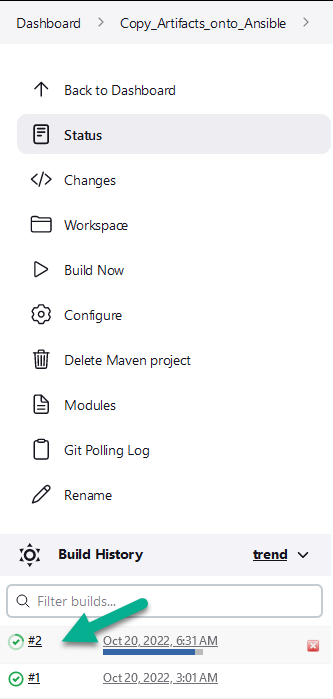 Dashboard > Copy_Artifacts_onto_Ansible >
Back to Dashboard
Status
Changes
Workspace
Build Now
Configure
Delete Maven project
Modules
Git Polling Log
Rename
Build History trend
Filter builds...
#2 Oct 20, 2022, 6:31 AM
#1 Oct 20, 2022, 3:01 AM